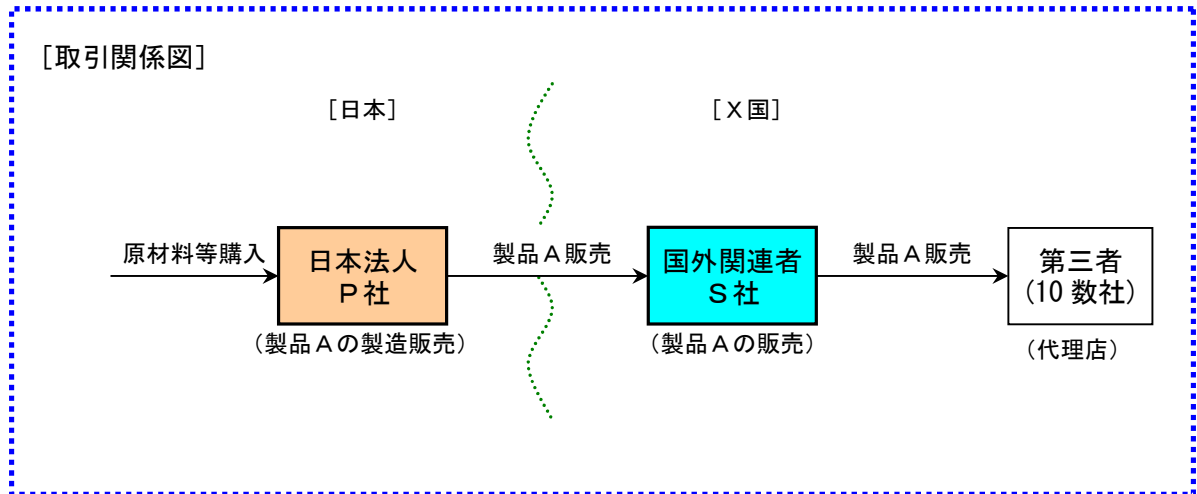 ［取引関係図］
［日本］
［Ｘ国］
原材料等購入
日本法人
Ｐ社
（製品Ａの製造販売）
製品Ａ販売
国外関連者
Ｓ社
（製品Ａの販売）
製品Ａ販売
第三者
（10 数社）
（代理店）